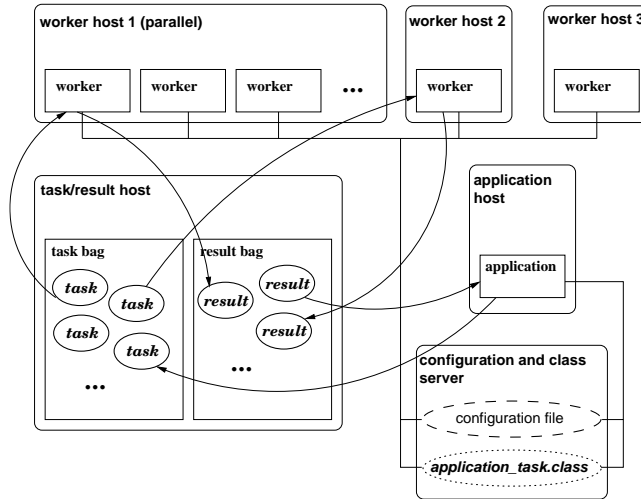 worker host 1 (parallel)
worker host 2
worker host 3
worker
worker
worker
...
worker
worker
task/result host
application
host
task bag
result bag
application
task
task
result
result
task
result
task
...
...
configuration and class
server
configuration file
application_task.class